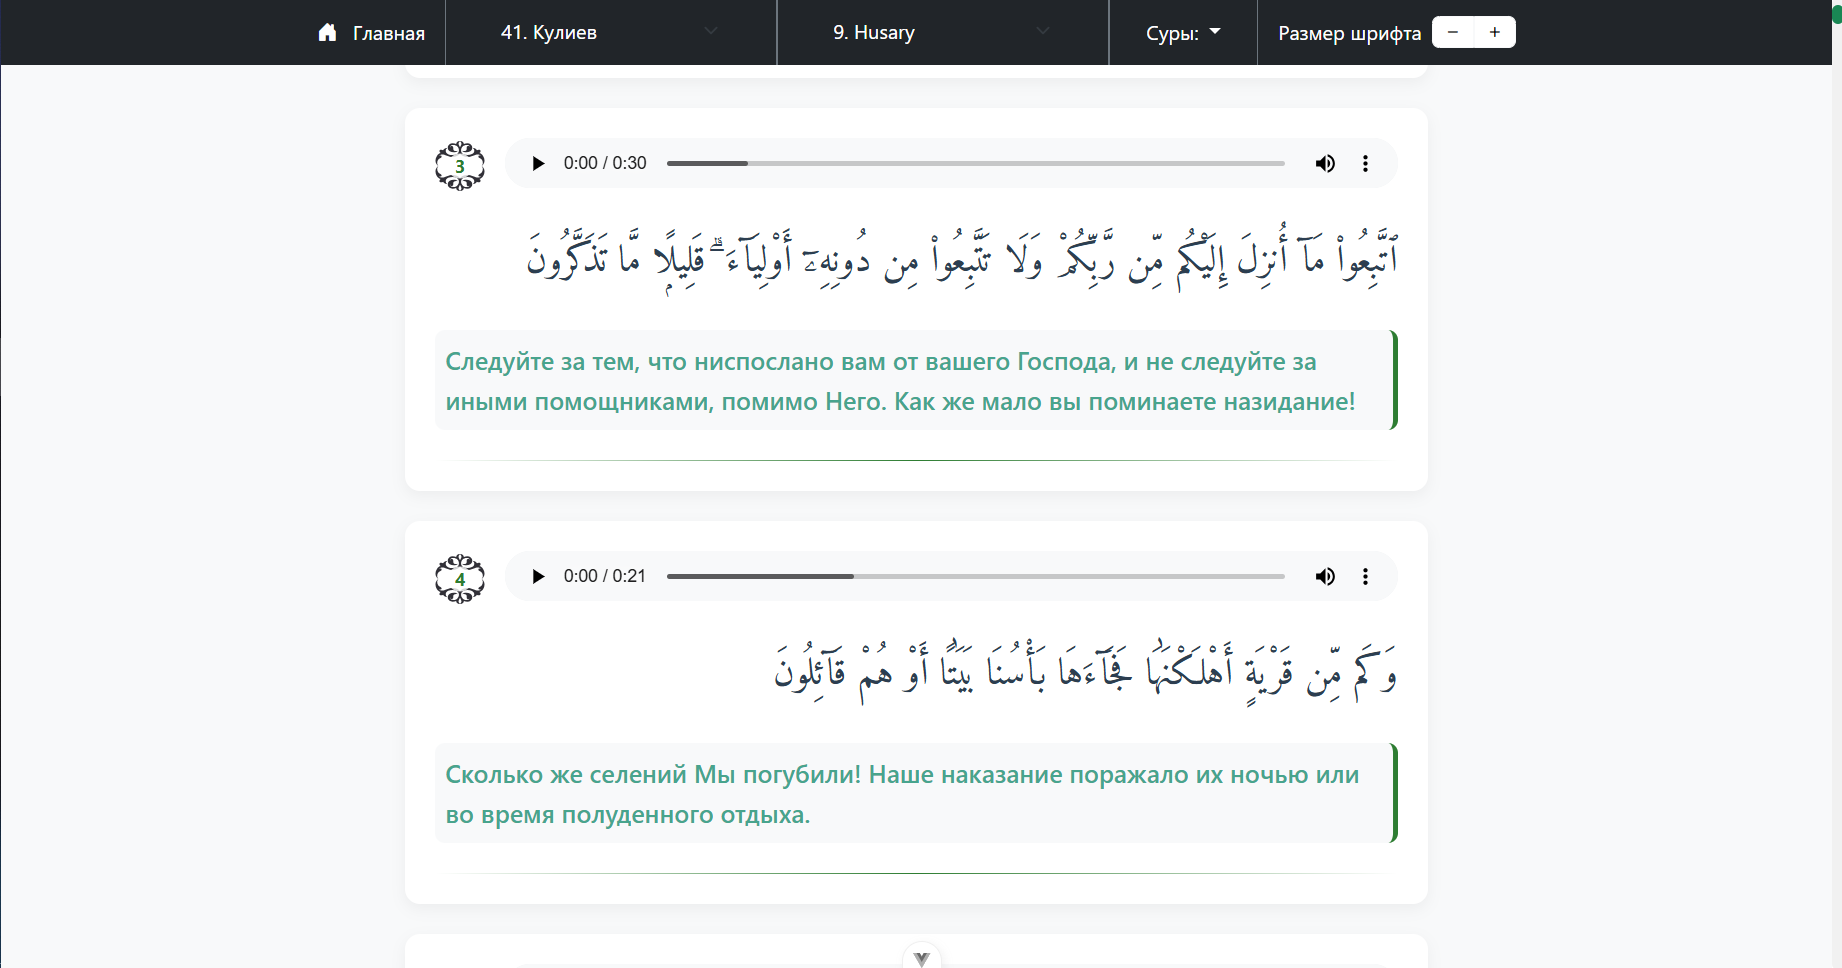 Главная
41. Кулиев
9. Husary
Суры:
Размер шрифта
− +
3
0:00 / 0:30
ٱتَّبِعُوا۟ مَآ أُنزِلَ إِلَيْكُم مِّن رَّبِّكُمْ وَلَا تَتَّبِعُوا۟ مِن دُونِهِۦٓ أَوْلِيَآءَ ۗ قَلِيلًۭا مَّا تَذَكَّرُونَ
Следуйте за тем, что ниспослано вам от вашего Господа, и не следуйте за
иными помощниками, помимо Него. Как же мало вы поминаете назидание!
4
0:00 / 0:21
وَكَم مِّن قَرْيَةٍ أَهْلَكْنَـٰهَا فَجَآءَهَا بَأْسُنَا بَيَـٰتًا أَوْ هُمْ قَآئِلُونَ
Сколько же селений Мы погубили! Наше наказание поражало их ночью или
во время полуденного отдыха.